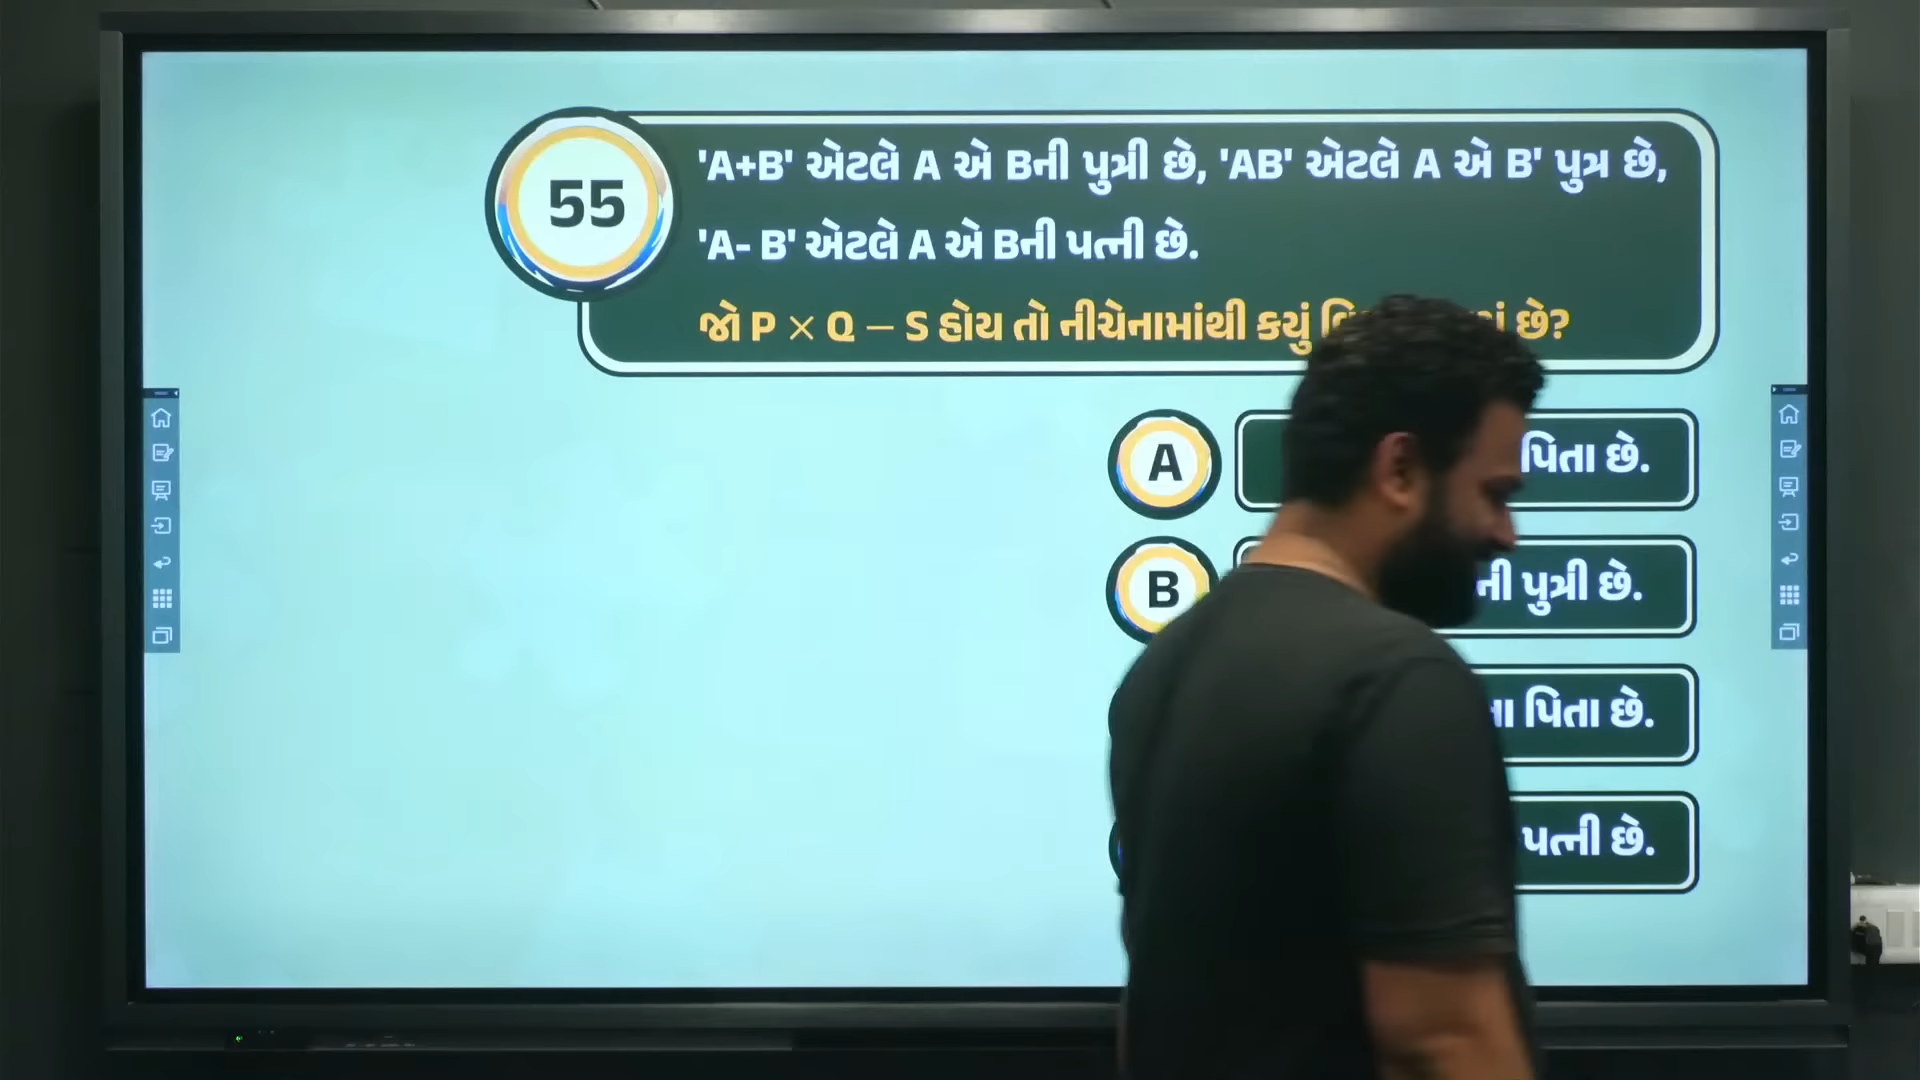 55
'A+B' એટલે A એ Bની પુત્રી છે, 'AB' એટલે A એ B' પુત્ર છે,
'A- B' એટલે A એ Bની પત્ની છે.
જો P × Q – S હોય તો નીચેનામાંથી કયું છે?
A પિતા છે.
B ની પુત્રી છે.
પિતા છે.
પત્ની છે.